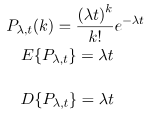 P_{λ,t}(k) = \frac{(λt)^k}{k!} e^{-λt}
E{P_{λ,t}} = λt
D{P_{λ,t}} = λt